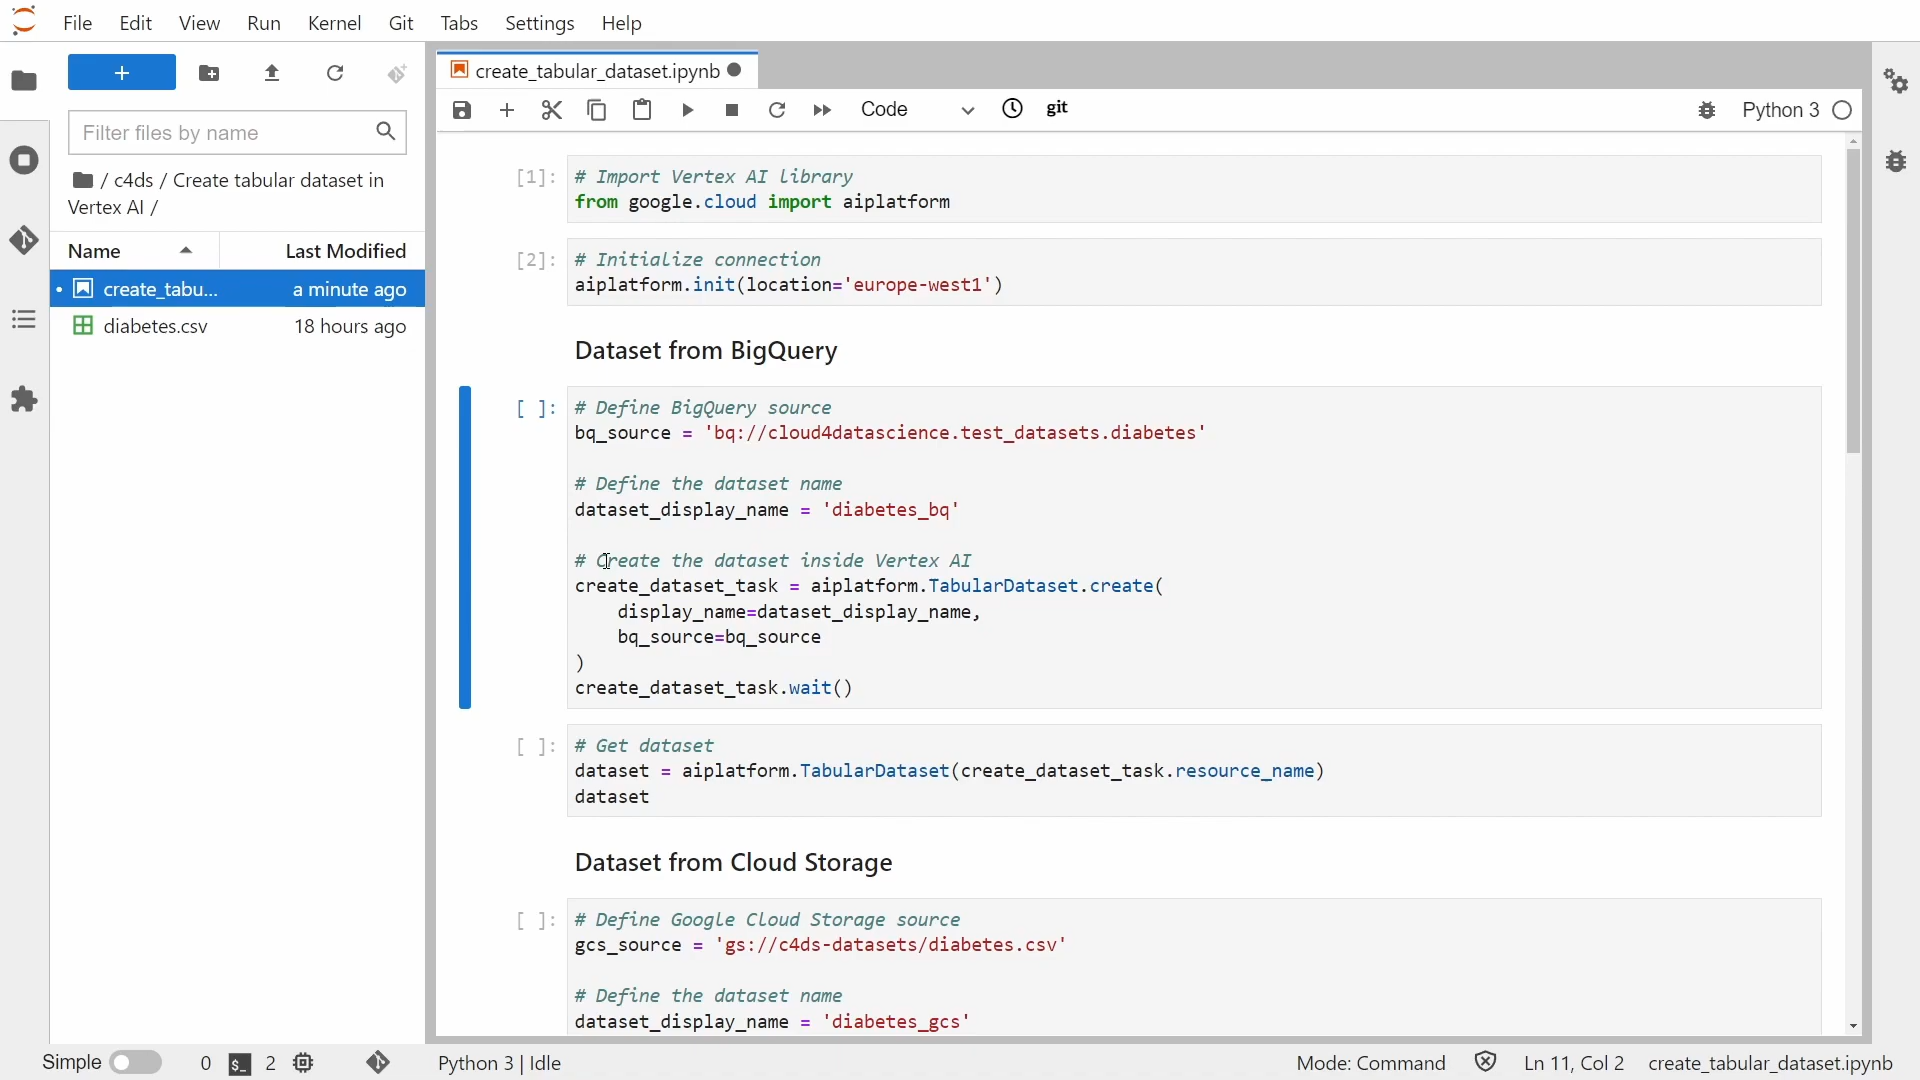 File Edit View Run Kernel Git Tabs Settings Help
+
Filter files by name
/ c4ds / Create tabular dataset in
Vertex AI /
Name Last Modified
create_tabu... a minute ago
diabetes.csv 18 hours ago
create_tabular_dataset.ipynb
Code git Python 3
[1]: # Import Vertex AI library
from google.cloud import aiplatform
[2]: # Initialize connection
aiplatform.init(location='europe-west1')
Dataset from BigQuery
[ ]: # Define BigQuery source
bq_source = 'bq://cloud4datascience.test_datasets.diabetes'
# Define the dataset name
dataset_display_name = 'diabetes_bq'
# Create the dataset inside Vertex AI
create_dataset_task = aiplatform.TabularDataset.create(
display_name=dataset_display_name,
bq_source=bq_source
)
create_dataset_task.wait()
[ ]: # Get dataset
dataset = aiplatform.TabularDataset(create_dataset_task.resource_name)
dataset
Dataset from Cloud Storage
[ ]: # Define Google Cloud Storage source
gcs_source = 'gs://c4ds-datasets/diabetes.csv'
# Define the dataset name
dataset_display_name = 'diabetes_gcs'
Simple 0 $_ 2 Python 3 | Idle Mode: Command Ln 11, Col 2 create_tabular_dataset.ipynb